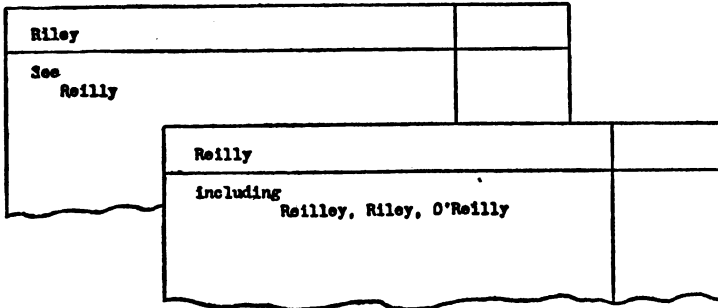 Riley
See
Reilly
Reilly
including
Reilley, Riley, O'Reilly